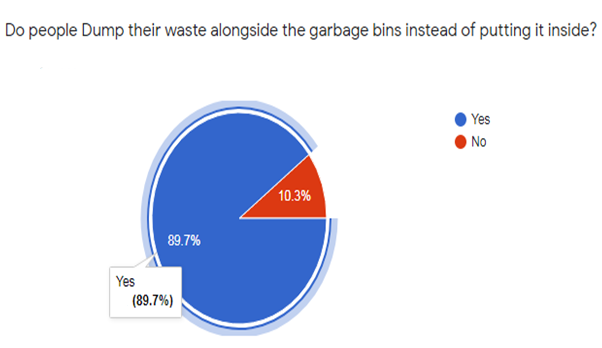 Do people Dump their waste alongside the garbage bins instead of putting it inside?
Yes
No
10.3%
89.7%
Yes
(89.7%)